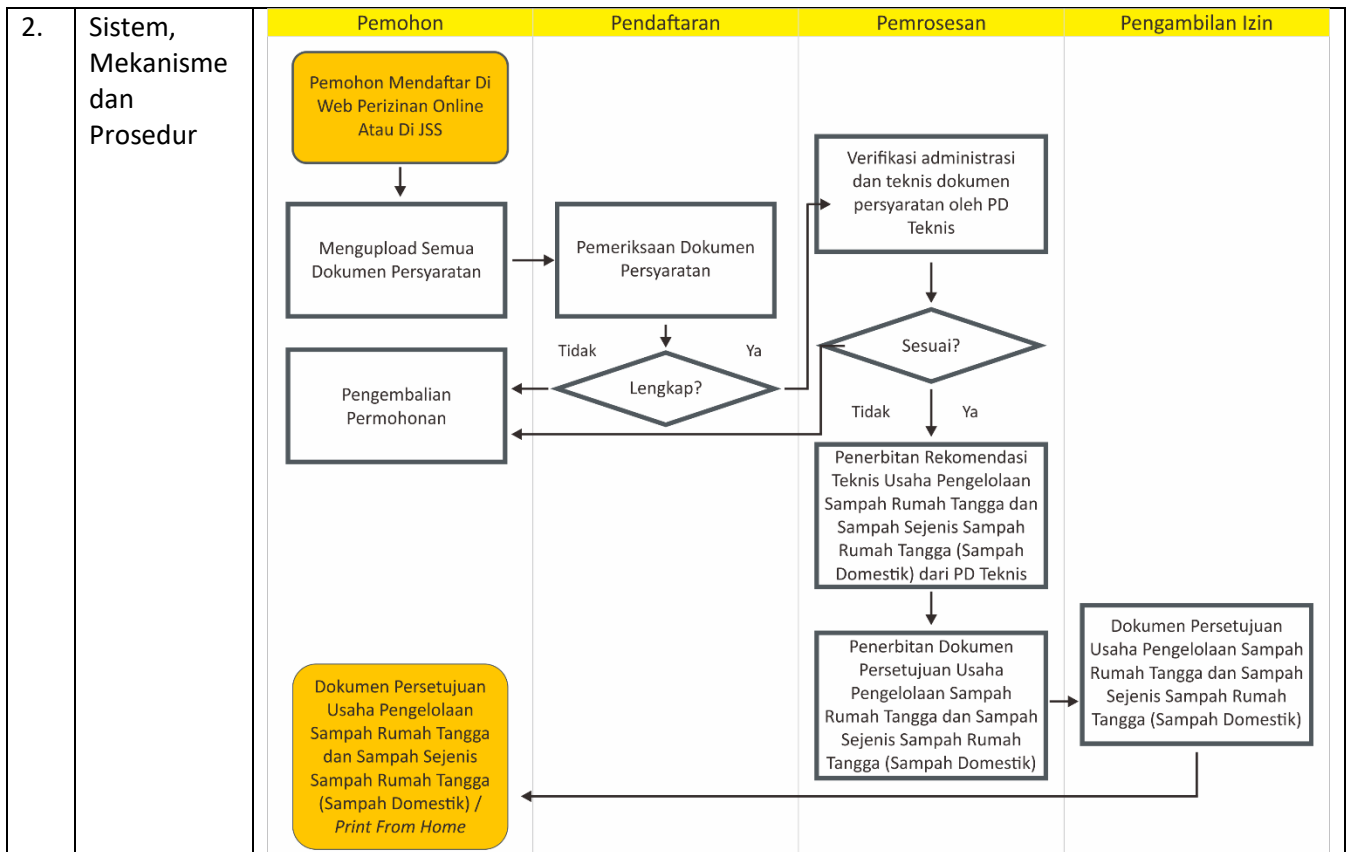 2.
Sistem,
Mekanisme
dan
Prosedur
Pemohon
Pendaftaran
Pemrosesan
Pengambilan Izin
Pemohon Mendaftar Di
Web Perizinan Online
Atau Di JSS
Mengupload Semua
Dokumen Persyaratan
Pemeriksaan Dokumen
Persyaratan
Verifikasi administrasi
dan teknis dokumen
persyaratan oleh PD
Teknis
Tidak
Ya
Lengkap?
Sesuai?
Pengembalian
Permohonan
Tidak
Ya
Penerbitan Rekomendasi
Teknis Usaha Pengelolaan
Sampah Rumah Tangga dan
Sampah Sejenis Sampah
Rumah Tangga (Sampah
Domestik) dari PD Teknis
Penerbitan Dokumen
Persetujuan Usaha
Pengelolaan Sampah
Rumah Tangga dan Sampah
Sejenis Sampah Rumah
Tangga (Sampah Domestik)
Dokumen Persetujuan
Usaha Pengelolaan Sampah
Rumah Tangga dan Sampah
Sejenis Sampah Rumah
Tangga (Sampah Domestik)
Dokumen Persetujuan
Usaha Pengelolaan
Sampah Rumah Tangga
dan Sampah Sejenis
Sampah Rumah Tangga
(Sampah Domestik) /
Print From Home